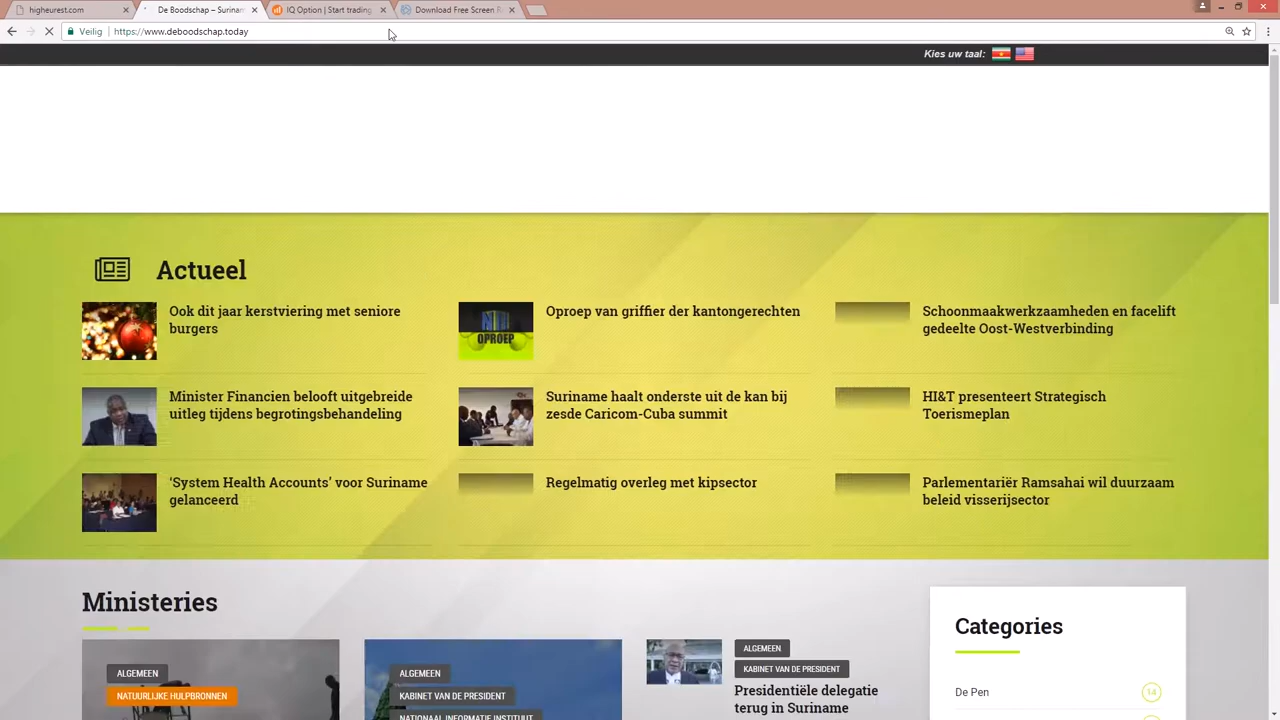 higheurest.com
De Boodschap – Surinam
IQ Option | Start trading
Download Free Screen R
Veilig
https://www.deboodschap.today
Kies uw taal:
Actueel
Ook dit jaar kerstviering met seniore
burgers
OPROEP
Oproep van griffier der kantongerechten
Schoonmaakwerkzaamheden en facelift
gedeelte Oost-Westverbinding
Minister Financien belooft uitgebreide
uitleg tijdens begrotingsbehandeling
Suriname haalt onderste uit de kan bij
zesde Caricom-Cuba summit
HI&T presenteert Strategisch
Toerismeplan
‘System Health Accounts’ voor Suriname
gelanceerd
Regelmatig overleg met kipsector
Parlementariër Ramsahai wil duurzaam
beleid visserijsector
Ministeries
ALGEMEEN
NATUURLIJKE HULPBRONNEN
ALGEMEEN
KABINET VAN DE PRESIDENT
NATIONAAL INFORMATIE INSTITUUT
ALGEMEEN
KABINET VAN DE PRESIDENT
Presidentiële delegatie
terug in Suriname
Categories
De Pen
14